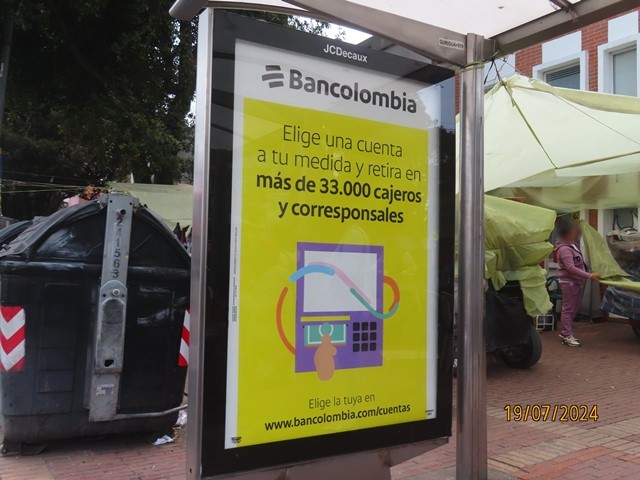 JCDecaux
Bancolombia
Elige una cuenta
a tu medida y retira en
más de 33.000 cajeros
y corresponsales
Elige la tuya en
www.bancolombia.com/cuentas
41563
19/07/2024